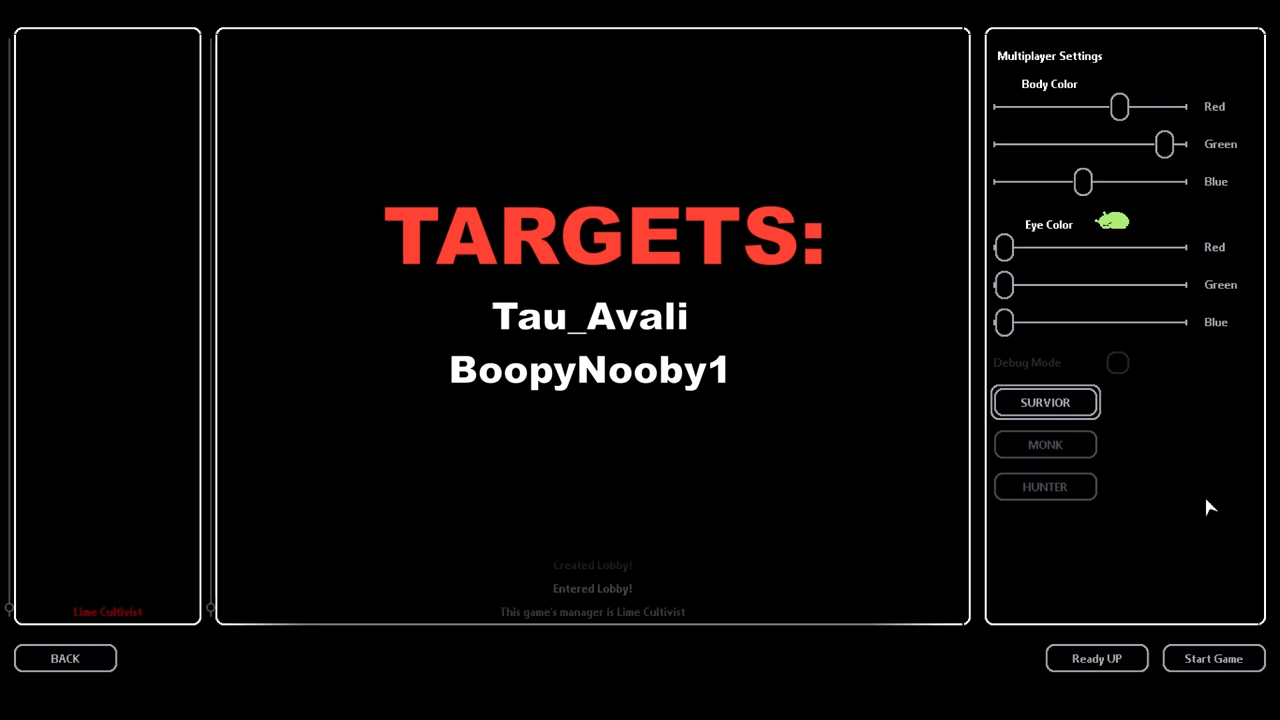 Lime Cultivist
TARGETS:
Tau_Avali
BoopyNooby1
Created Lobby!
Entered Lobby!
This game's manager is Lime Cultivist
Multiplayer Settings
Body Color
Red
Green
Blue
Eye Color
Red
Green
Blue
Debug Mode
SURVIOR
MONK
HUNTER
BACK
Ready UP
Start Game